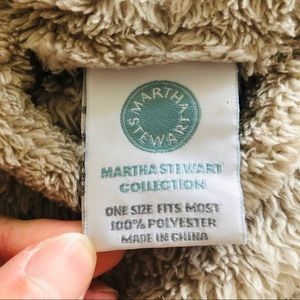 MARTHA
STEWART
MARTHA STEWART
COLLECTION
ONE SIZE FITS MOST
100% POLYESTER
MADE IN CHINA